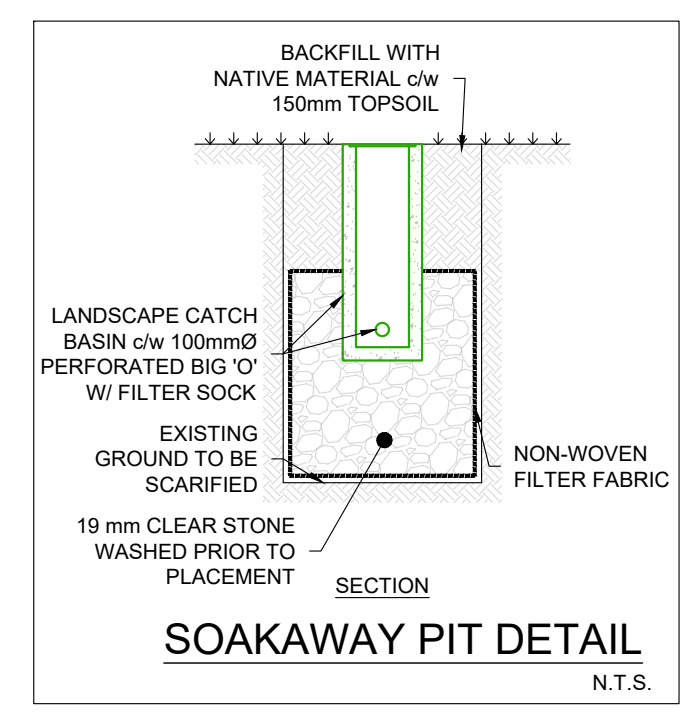 BACKFILL WITH
NATIVE MATERIAL c/w
150mm TOPSOIL
LANDSCAPE CATCH
BASIN c/w 100mmØ
PERFORATED BIG 'O'
W/ FILTER SOCK
EXISTING
GROUND TO BE
SCARIFIED
NON-WOVEN
FILTER FABRIC
19 mm CLEAR STONE
WASHED PRIOR TO
PLACEMENT
SECTION
SOAKAWAY PIT DETAIL
N.T.S.